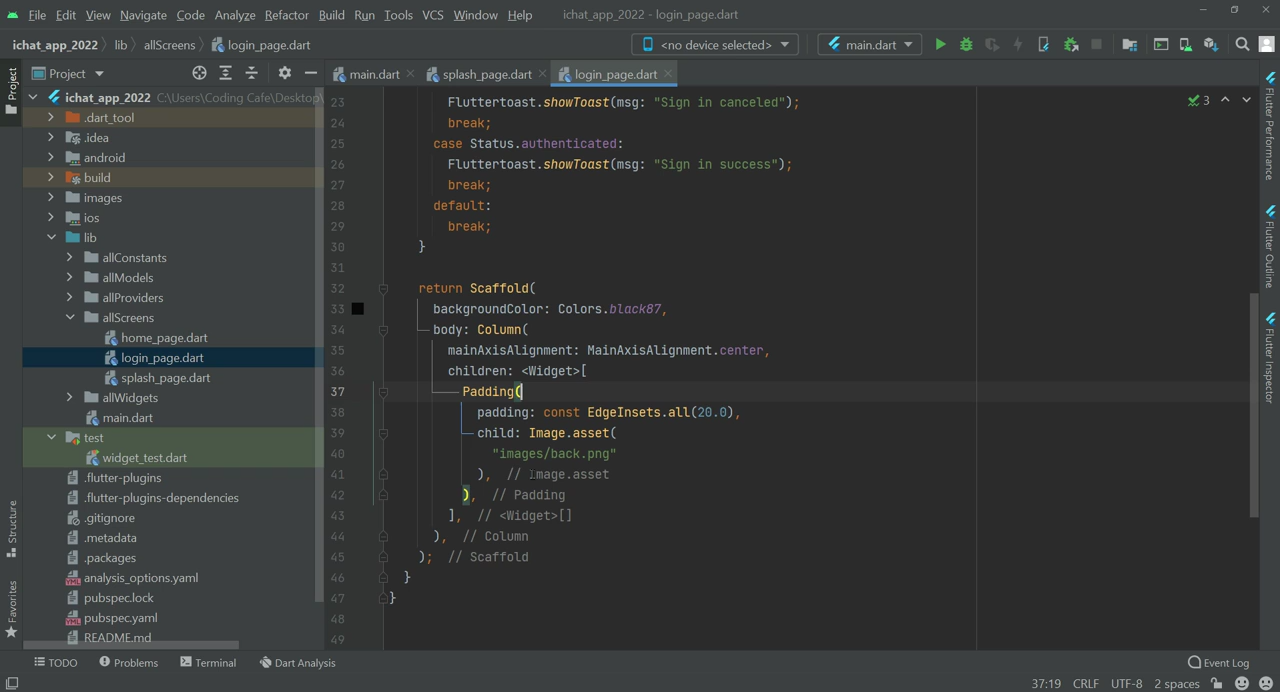 File Edit View Navigate Code Analyze Refactor Build Run Tools VCS Window Help ichat_app_2022 - login_page.dart
ichat_app_2022 lib allScreens login_page.dart <no device selected> main.dart
Project main.dart splash_page.dart login_page.dart
Project
ichat_app_2022 C:\Users\Coding Cafe\Desktop\
.dart_tool
.idea
android
build
images
ios
lib
allConstants
allModels
allProviders
allScreens
home_page.dart
login_page.dart
splash_page.dart
allWidgets
main.dart
test
widget_test.dart
.flutter-plugins
.flutter-plugins-dependencies
.gitignore
.metadata
.packages
analysis_options.yaml
pubspec.lock
pubspec.yaml
README.md
Structure
Favorites
23 Fluttertoast.showToast(msg: "Sign in canceled");
24 break;
25 case Status.authenticated:
26 Fluttertoast.showToast(msg: "Sign in success");
27 break;
28 default:
29 break;
30 }
31
32 return Scaffold(
33 backgroundColor: Colors.black87,
34 body: Column(
35 mainAxisAlignment: MainAxisAlignment.center,
36 children: <Widget>[
37 Padding(
38 padding: const EdgeInsets.all(20.0),
39 child: Image.asset(
40 "images/back.png"
41 ), // Image.asset
42 ), // Padding
43 ], // <Widget>[]
44 ), // Column
45 ); // Scaffold
46 }
47 }
48
49
3
Flutter Performance
Flutter Outline
Flutter Inspector
TODO Problems Terminal Dart Analysis Event Log
37:19 CRLF UTF-8 2 spaces